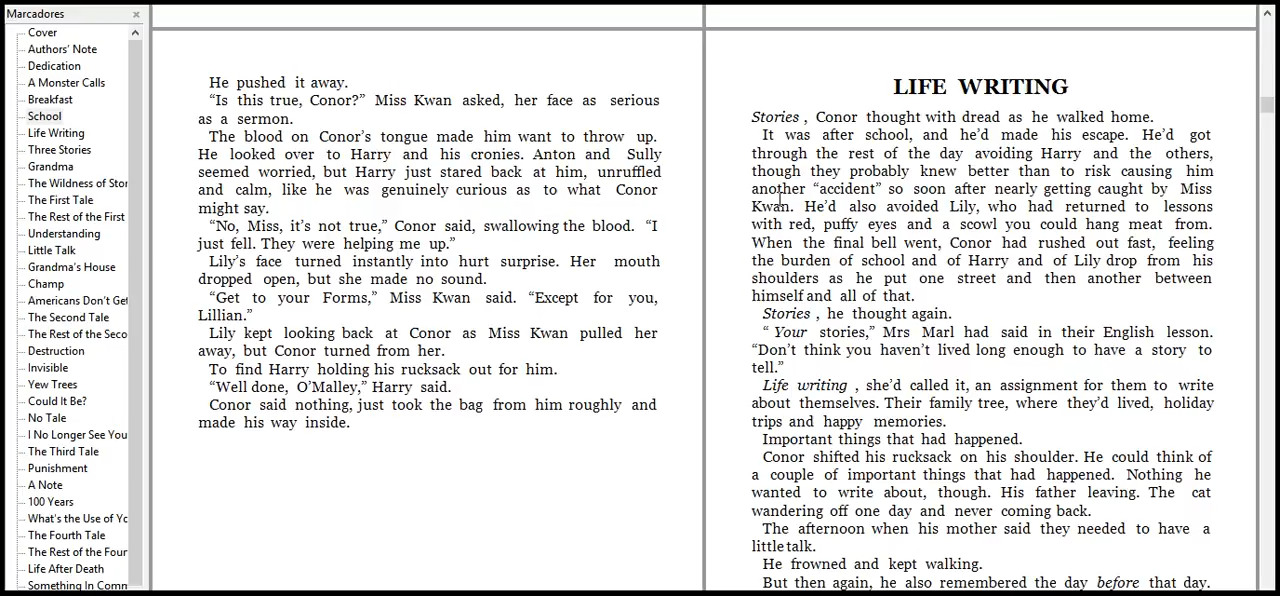 Marcadores ×
Cover
Authors' Note
Dedication
A Monster Calls
Breakfast
School
Life Writing
Three Stories
Grandma
The Wildness of Stor
The First Tale
The Rest of the First
Understanding
Little Talk
Grandma's House
Champ
Americans Don't Get
The Second Tale
The Rest of the Seco
Destruction
Invisible
Yew Trees
Could It Be?
No Tale
I No Longer See You
The Third Tale
Punishment
A Note
100 Years
What's the Use of Yo
The Fourth Tale
The Rest of the Four
Life After Death
Something In Comm
He pushed it away.
“Is this true, Conor?” Miss Kwan asked, her face as serious
as a sermon.
The blood on Conor’s tongue made him want to throw up.
He looked over to Harry and his cronies. Anton and Sully
seemed worried, but Harry just stared back at him, unruffled
and calm, like he was genuinely curious as to what Conor
might say.
“No, Miss, it’s not true,” Conor said, swallowing the blood. “I
just fell. They were helping me up.”
Lily’s face turned instantly into hurt surprise. Her mouth
dropped open, but she made no sound.
“Get to your Forms,” Miss Kwan said. “Except for you,
Lillian.”
Lily kept looking back at Conor as Miss Kwan pulled her
away, but Conor turned from her.
To find Harry holding his rucksack out for him.
“Well done, O’Malley,” Harry said.
Conor said nothing, just took the bag from him roughly and
made his way inside.
LIFE WRITING
Stories , Conor thought with dread as he walked home.
It was after school, and he’d made his escape. He’d got
through the rest of the day avoiding Harry and the others,
though they probably knew better than to risk causing him
another “accident” so soon after nearly getting caught by Miss
Kwan. He’d also avoided Lily, who had returned to lessons
with red, puffy eyes and a scowl you could hang meat from.
When the final bell went, Conor had rushed out fast, feeling
the burden of school and of Harry and of Lily drop from his
shoulders as he put one street and then another between
himself and all of that.
Stories , he thought again.
“ Your stories,” Mrs Marl had said in their English lesson.
“Don’t think you haven’t lived long enough to have a story to
tell.”
Life writing , she’d called it, an assignment for them to write
about themselves. Their family tree, where they’d lived, holiday
trips and happy memories.
Important things that had happened.
Conor shifted his rucksack on his shoulder. He could think of
a couple of important things that had happened. Nothing he
wanted to write about, though. His father leaving. The cat
wandering off one day and never coming back.
The afternoon when his mother said they needed to have a
little talk.
He frowned and kept walking.
But then again, he also remembered the day before that day.